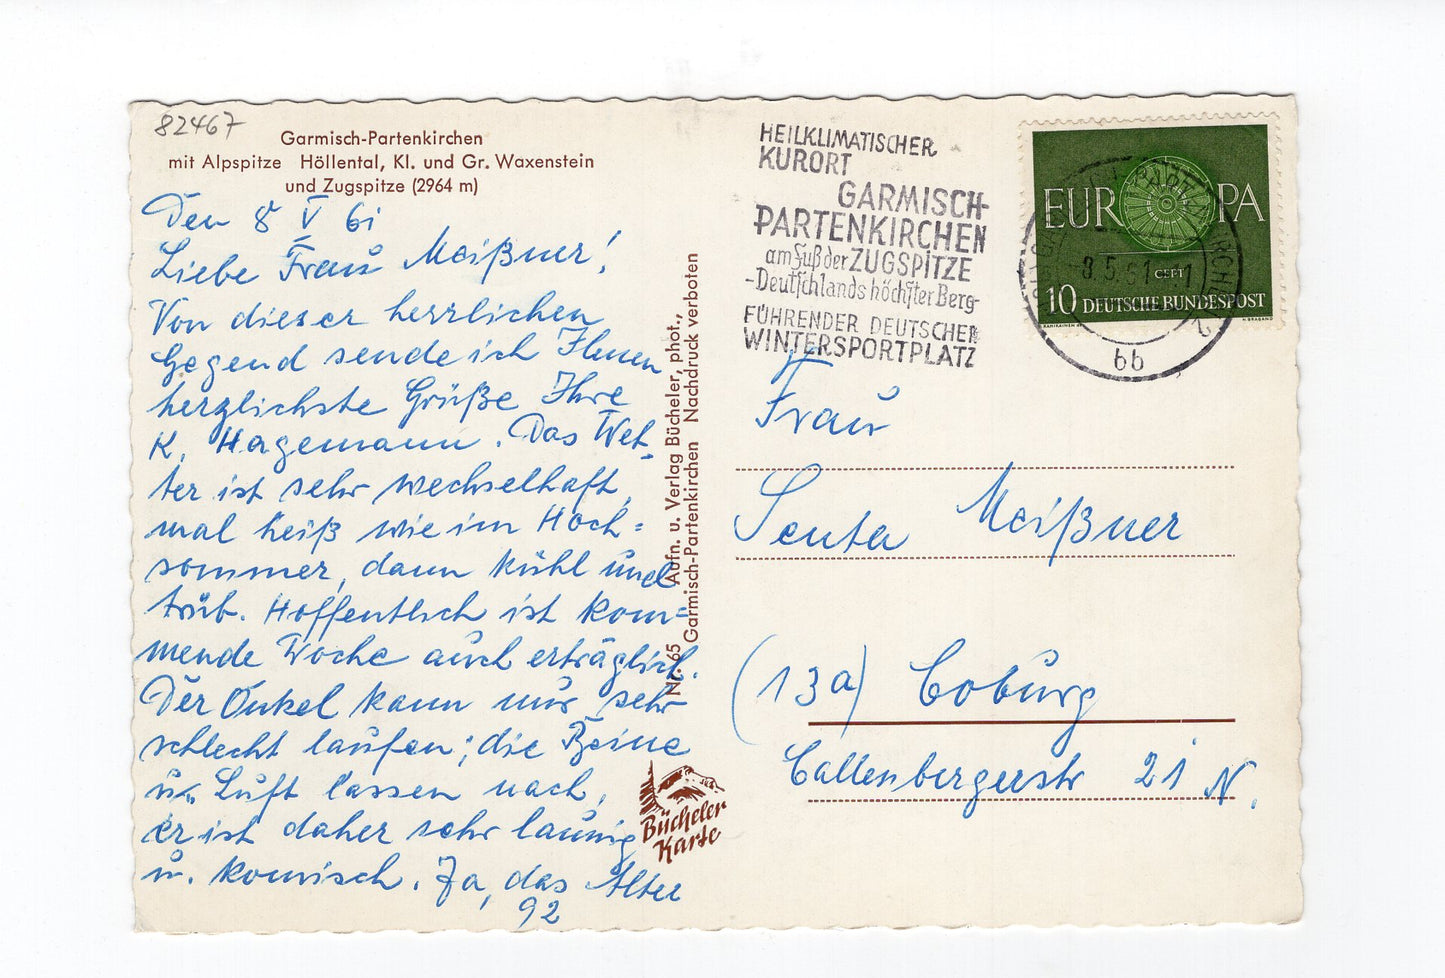 82467
Garmisch-Partenkirchen
mit Alpspitze Höllental, Kl. und Gr. Waxenstein
und Zugspitze (2964 m)
Den 8 V 61
Liebe Frau Meißner!
Von dieser herrlichen
Gegend sende ich Ihnen
herzlichste Grüße Ihre
K. Hagemann. Das Wet-
ter ist sehr wechselhaft,
mal heiß wie im Hoch=
sommer, dann kühl und
trüb. Hoffentlich ist kom=
mende Woche auch erträglich.
Der Onkel kann nur sehr
schlecht laufen; die Beine
u. Luft lassen nach,
er ist daher sehr launig
u. komisch. Ja, das Alter
92
Nr. 65 Aufn. u. Verlag Bücheler, phot.,
Garmisch-Partenkirchen Nachdruck verboten
Bücheler
Karte
HEILKLIMATISCHER
KURORT
GARMISCH-
PARTENKIRCHEN
am Fuß der ZUGSPITZE
-Deutschlands höchster Berg-
FÜHRENDER DEUTSCHER
WINTERSPORTPLATZ
EUROPA
CEPT
10 DEUTSCHE BUNDESPOST
-8.5.61
bb
Frau
Senta Meißner
(13a) Coburg
Callenbergerstr 21 N.